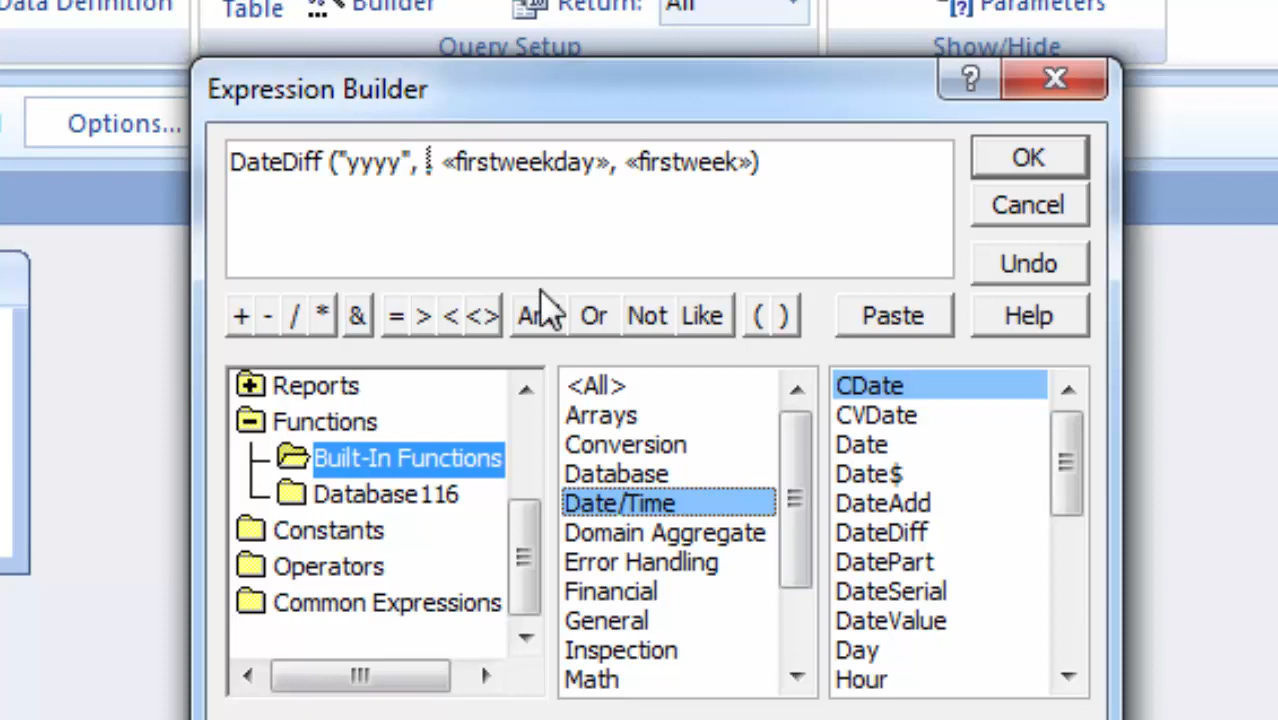 Data Definition
Table
Builder
Return:
All
Parameters
Query Setup
Show/Hide
Expression Builder
?
Options...
DateDiff ("yyyy", «firstweekday», «firstweek»)
OK
Cancel
Undo
+ - / * & = > < <> Or Not Like ( )
Paste
Help
Reports
Functions
Built-In Functions
Database116
Constants
Operators
Common Expressions
<All>
Arrays
Conversion
Database
Date/Time
Domain Aggregate
Error Handling
Financial
General
Inspection
Math
CDate
CVDate
Date
Date$
DateAdd
DateDiff
DatePart
DateSerial
DateValue
Day
Hour